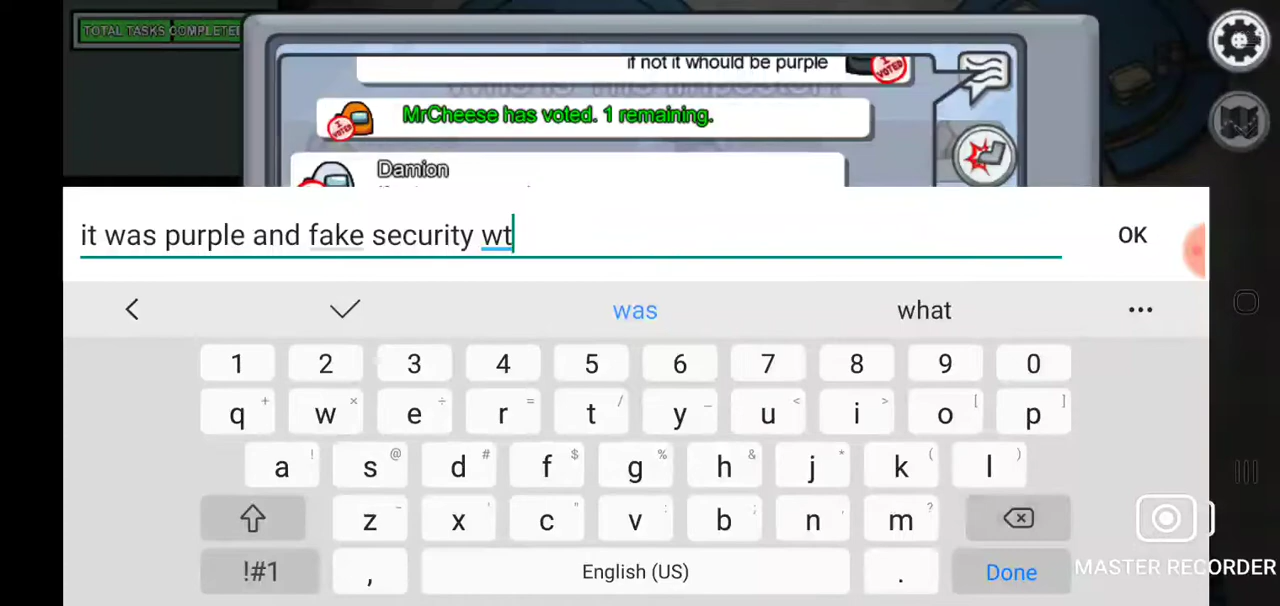 TOTAL TASKS COMPLETED
if not it whould be purple
I VOTED
MrCheese has voted. 1 remaining.
I VOTED
Damion
it was purple and fake security wt
OK
was
what
1 2 3 4 5 6 7 8 9 0
q w e r t y u i o p
+ × ÷ = / _ < > [ ]
a s d f g h j k l
! @ # $ % & * ( )
z x c v b n m
- ' " : ; , ?
!#1 , English (US) . Done
MASTER RECORDER